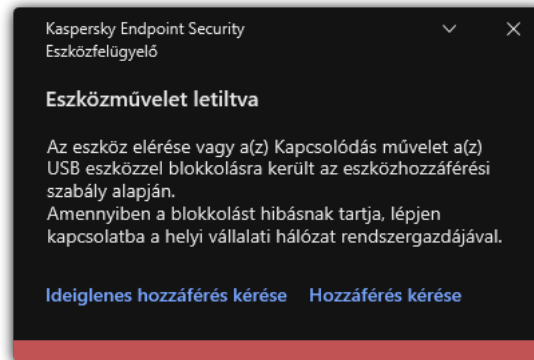 Kaspersky Endpoint Security
Eszközfelügyelő
Eszközművelet letiltva
Az eszköz elérése vagy a(z) Kapcsolódás művelet a(z)
USB eszközzel blokkolásra került az eszközhozzáférési
szabály alapján.
Amennyiben a blokkolást hibásnak tartja, lépjen
kapcsolatba a helyi vállalati hálózat rendszergazdájával.
Ideiglenes hozzáférés kérése Hozzáférés kérése